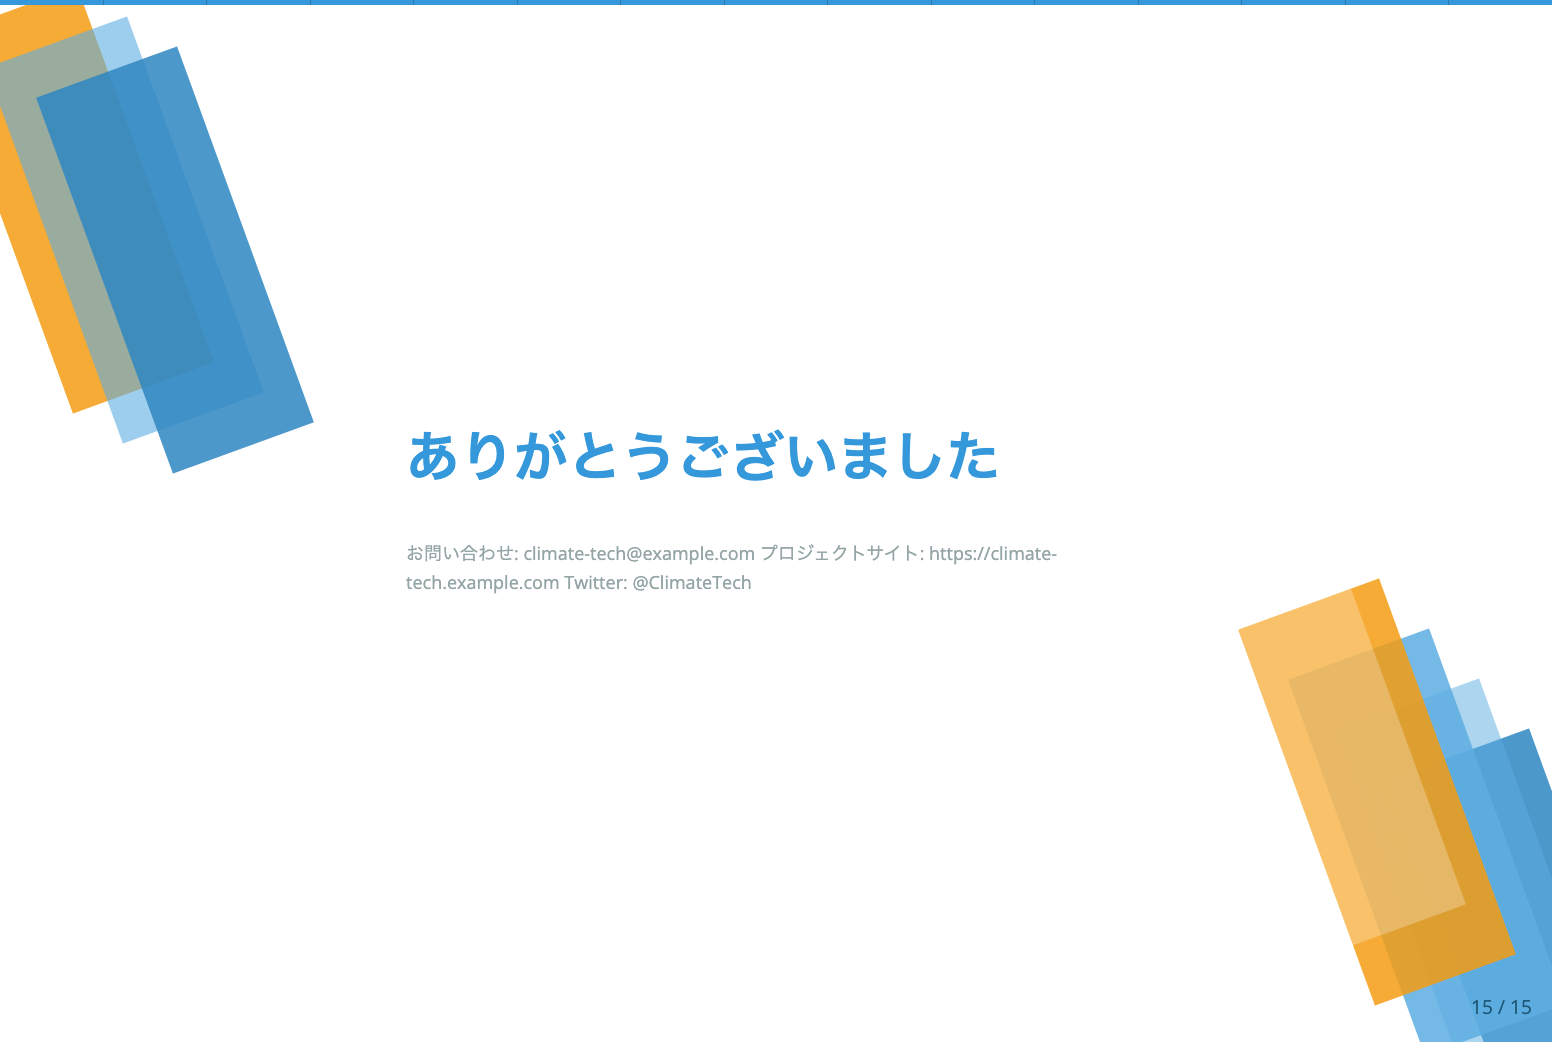 ありがとうございました
お問い合わせ: climate-tech@example.com プロジェクトサイト: https://climate-
tech.example.com Twitter: @ClimateTech
15 / 15